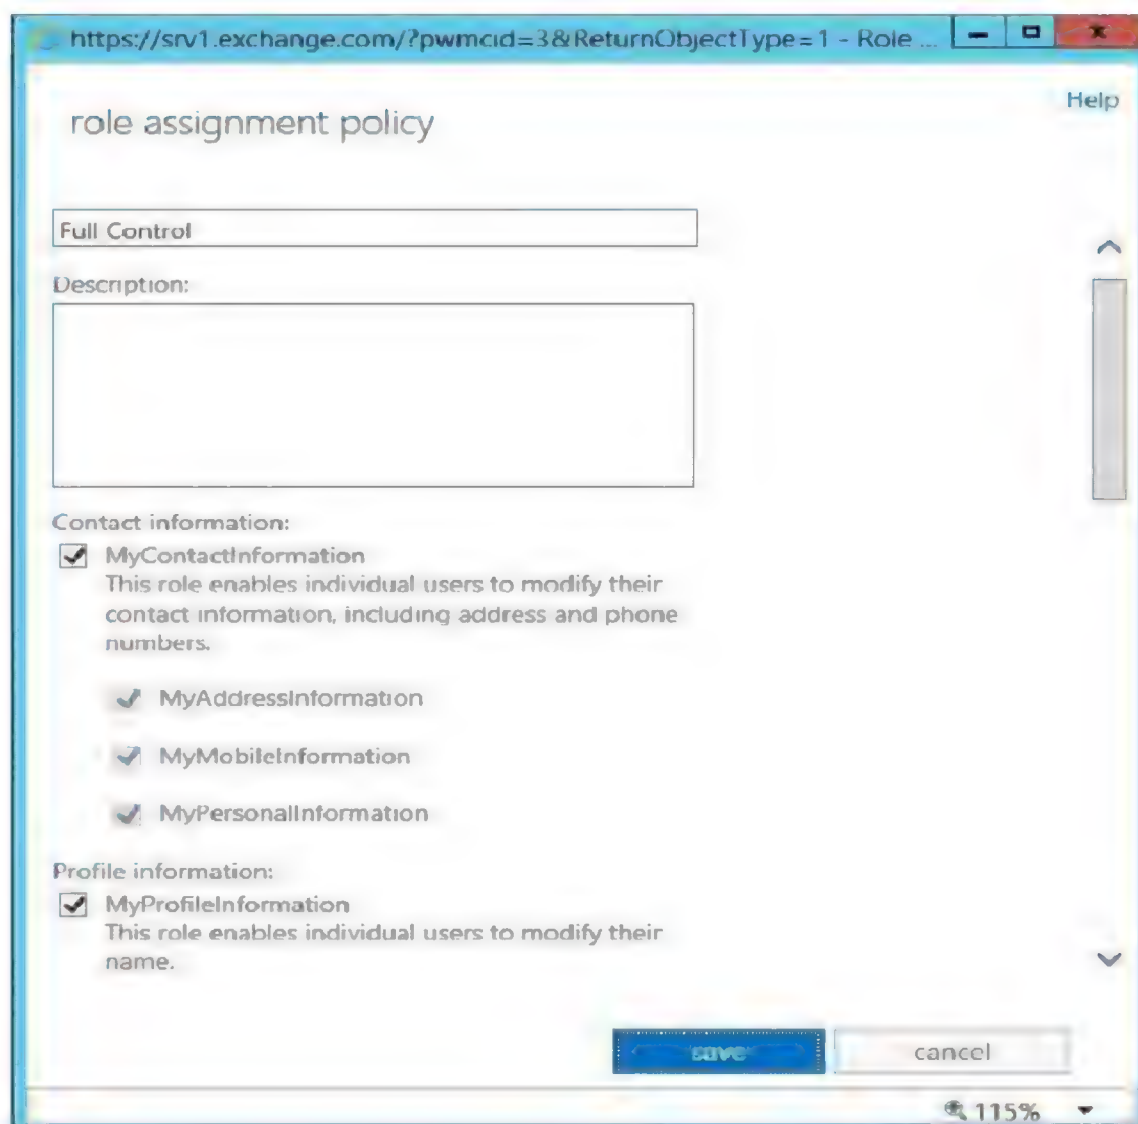 https://srv1.exchange.com/?pwmcid=3&ReturnObjectType=1 - Role ...
Help
role assignment policy
Full Control
Description:
Contact information:
MyContactInformation
This role enables individual users to modify their
contact information, including address and phone
numbers.
MyAddressInformation
MyMobileInformation
MyPersonalInformation
Profile information:
MyProfileInformation
This role enables individual users to modify their
name.
save
cancel
115%